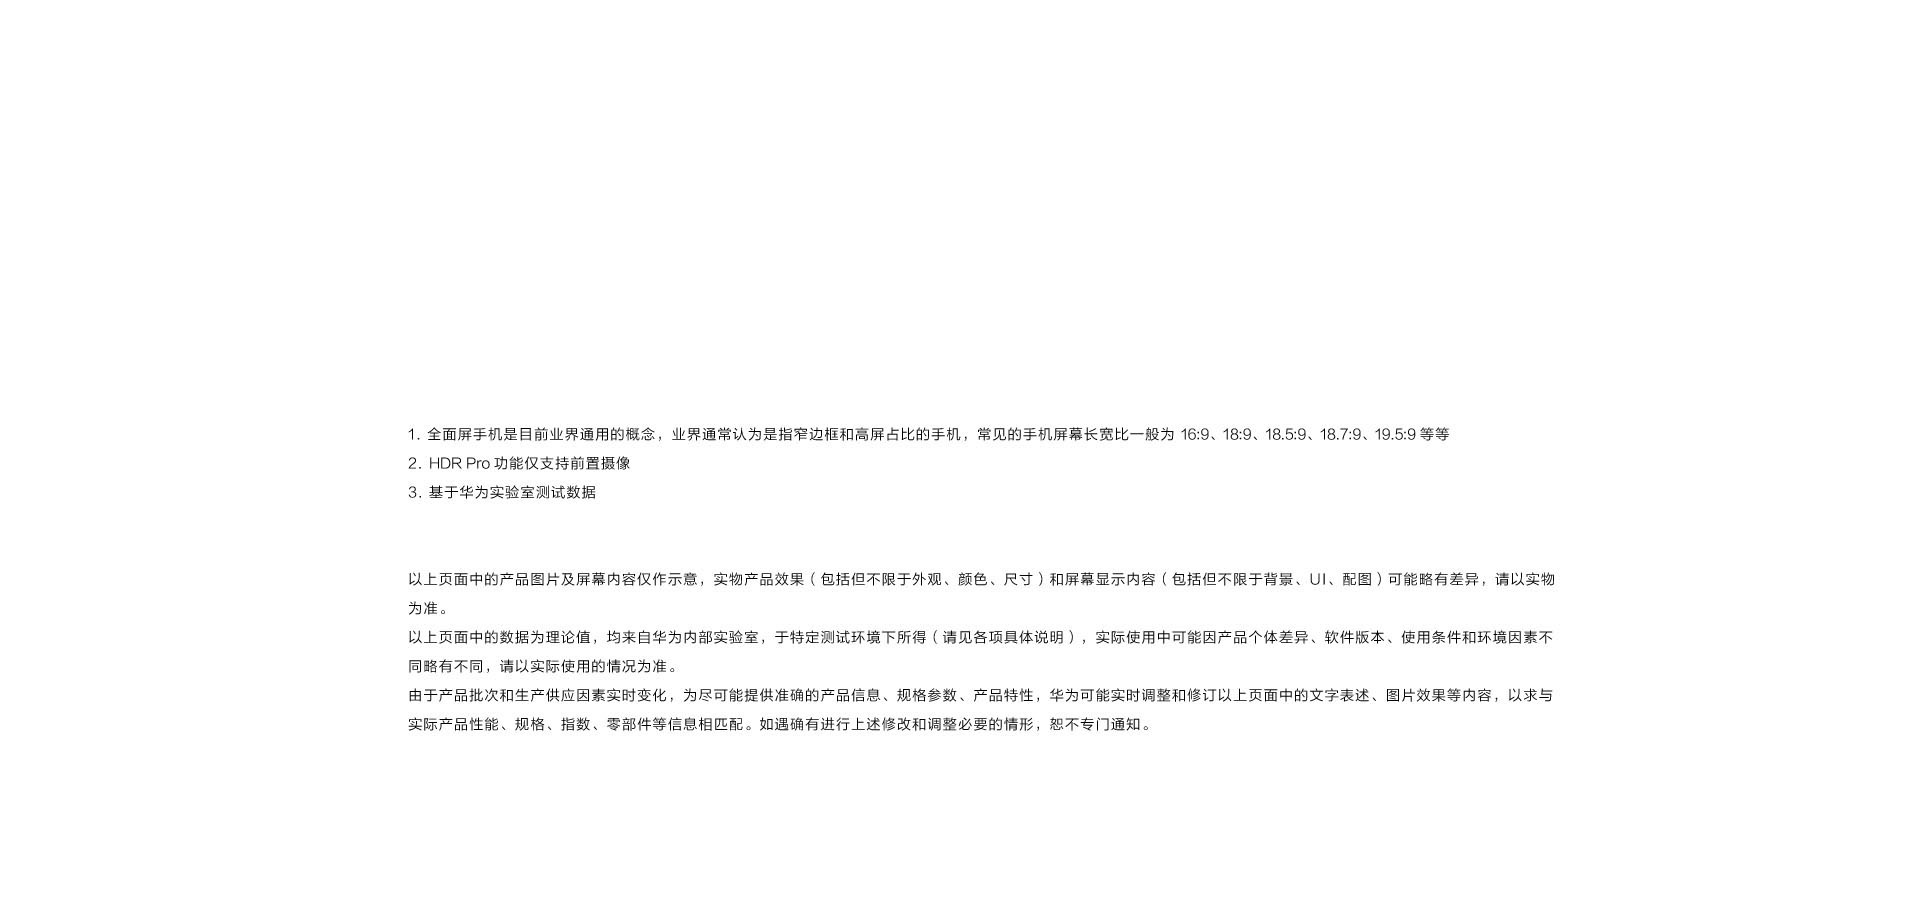 1. 全面屏手机是目前业界通用的概念，业界通常认为是指窄边框和高屏占比的手机，常见的手机屏幕长宽比一般为 16:9、18:9、18.5:9、18.7:9、19.5:9 等等
2. HDR Pro 功能仅支持前置摄像
3. 基于华为实验室测试数据
以上页面中的产品图片及屏幕内容仅作示意，实物产品效果（包括但不限于外观、颜色、尺寸）和屏幕显示内容（包括但不限于背景、UI、配图）可能略有差异，请以实物
为准。
以上页面中的数据为理论值，均来自华为内部实验室，于特定测试环境下所得（请见各项具体说明），实际使用中可能因产品个体差异、软件版本、使用条件和环境因素不
同略有不同，请以实际使用的情况为准。
由于产品批次和生产供应因素实时变化，为尽可能提供准确的产品信息、规格参数、产品特性，华为可能实时调整和修订以上页面中的文字表述、图片效果等内容，以求与
实际产品性能、规格、指数、零部件等信息相匹配。如遇确有进行上述修改和调整必要的情形，恕不专门通知。